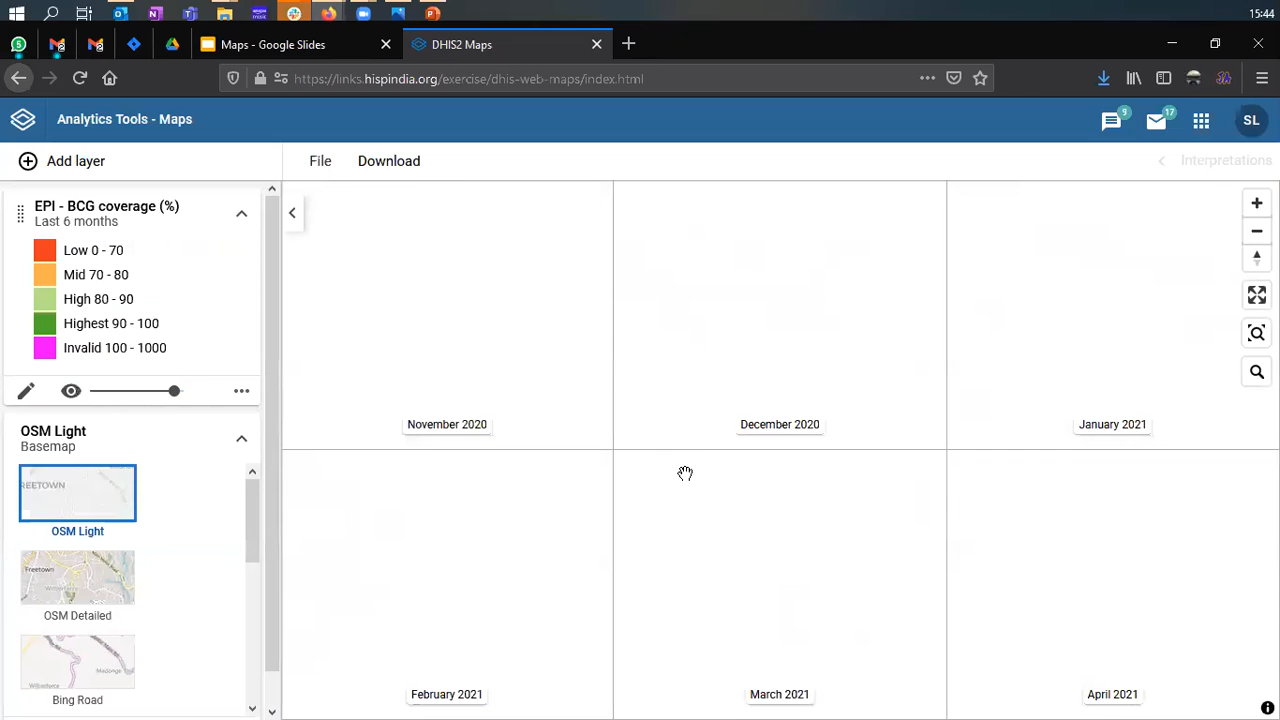 15:44
Maps - Google Slides
DHIS2 Maps
https://links.hispindia.org/exercise/dhis-web-maps/index.html
Analytics Tools - Maps
9
17
SL
Add layer
File
Download
Interpretations
EPI - BCG coverage (%)
Last 6 months
Low 0 - 70
Mid 70 - 80
High 80 - 90
Highest 90 - 100
Invalid 100 - 1000
November 2020
December 2020
January 2021
OSM Light
Basemap
REETOWN
OSM Light
Freetown
OSM Detailed
Bing Road
February 2021
March 2021
April 2021